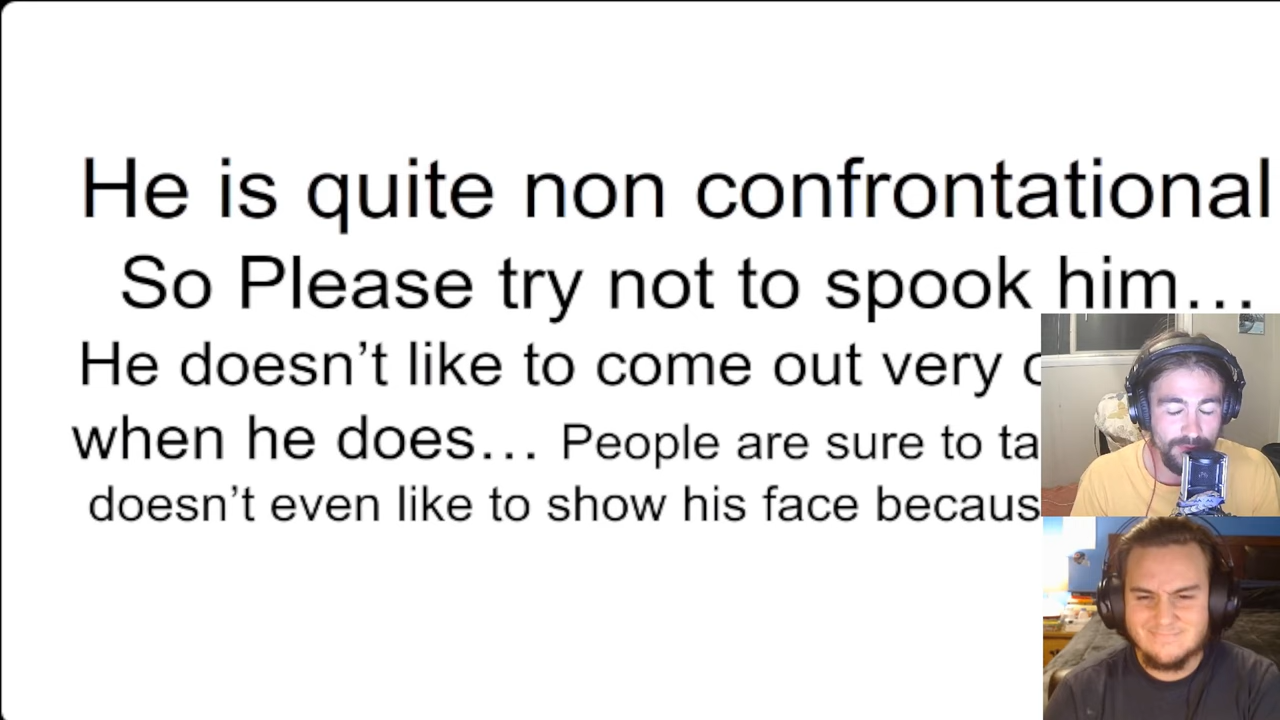 He is quite non confrontational
So Please try not to spook him…
He doesn’t like to come out very
when he does… People are sure to
doesn’t even like to show his face